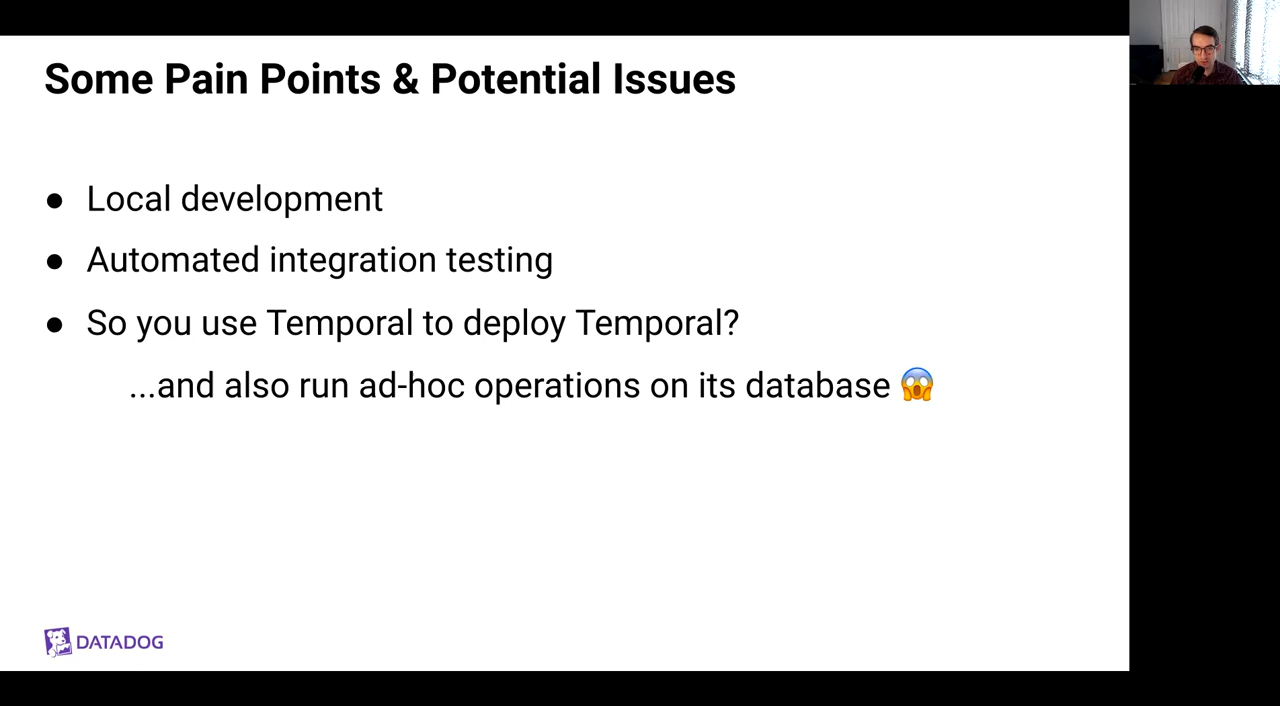 Some Pain Points & Potential Issues
● Local development
● Automated integration testing
● So you use Temporal to deploy Temporal?
...and also run ad-hoc operations on its database 😱
DATADOG